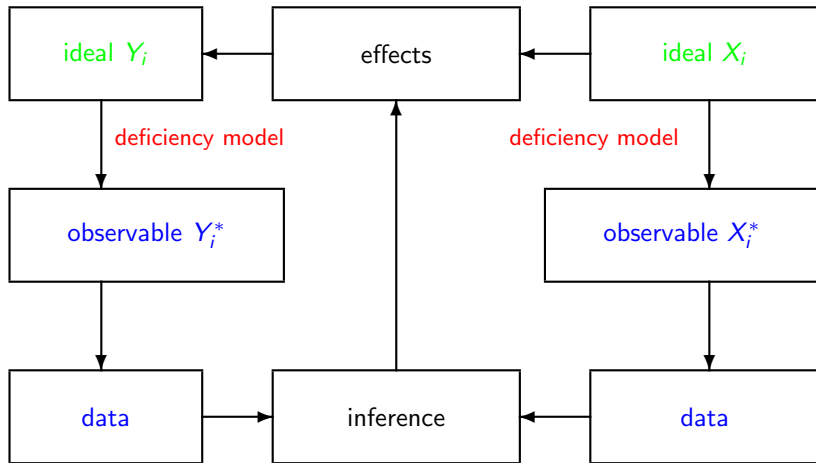 ideal Y_i effects ideal X_i
deficiency model deficiency model
observable Y_i^* observable X_i^*
data inference data